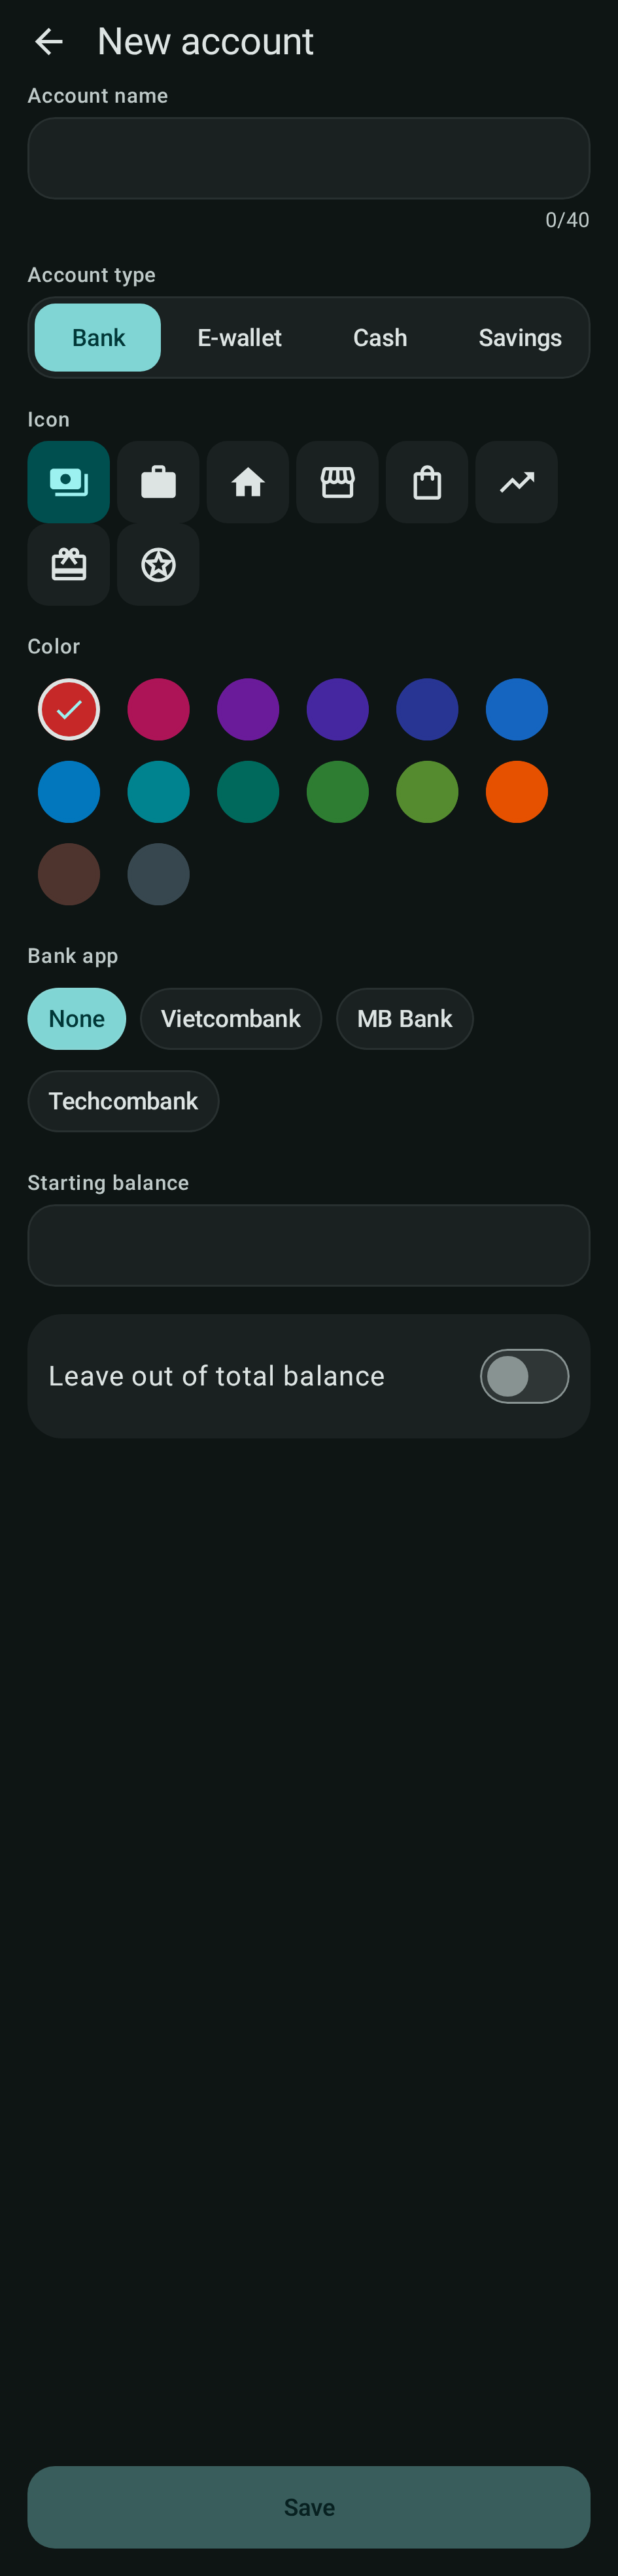 New account
Account name
0/40
Account type
Bank E-wallet Cash Savings
Icon
Color
Bank app
None Vietcombank MB Bank
Techcombank
Starting balance
Leave out of total balance
Save